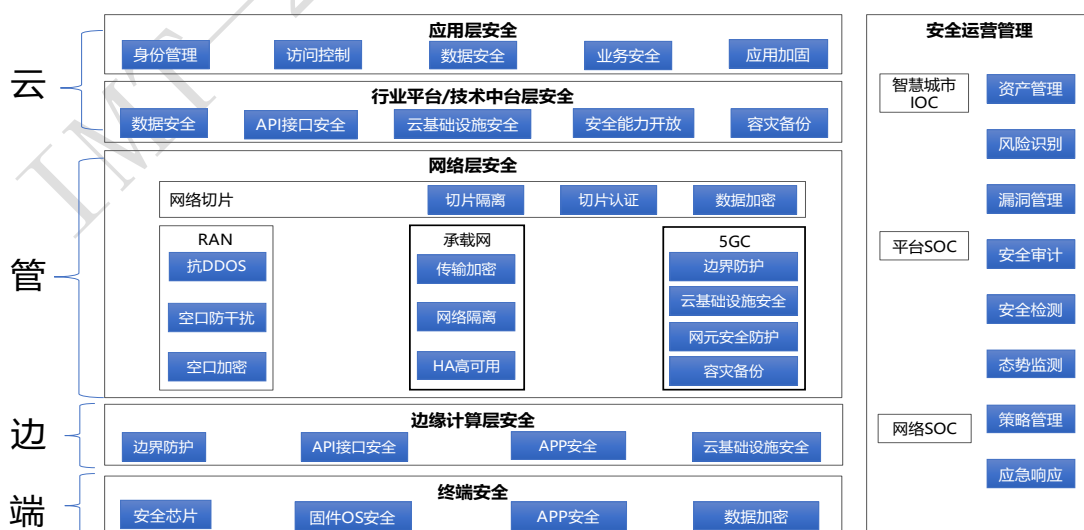 IMT-2
云
应用层安全
身份管理 访问控制 数据安全 业务安全 应用加固
行业平台/技术中台层安全
数据安全 API接口安全 云基础设施安全 安全能力开放 容灾备份
管
网络层安全
网络切片 切片隔离 切片认证 数据加密
RAN
抗DDOS
空口防干扰
空口加密
承载网
传输加密
网络隔离
HA高可用
5GC
边界防护
云基础设施安全
网元安全防护
容灾备份
边
边缘计算层安全
边界防护 API接口安全 APP安全 云基础设施安全
端
终端安全
安全芯片 固件OS安全 APP安全 数据加密
安全运营管理
智慧城市
IOC
平台SOC
网络SOC
资产管理
风险识别
漏洞管理
安全审计
安全检测
态势监测
策略管理
应急响应